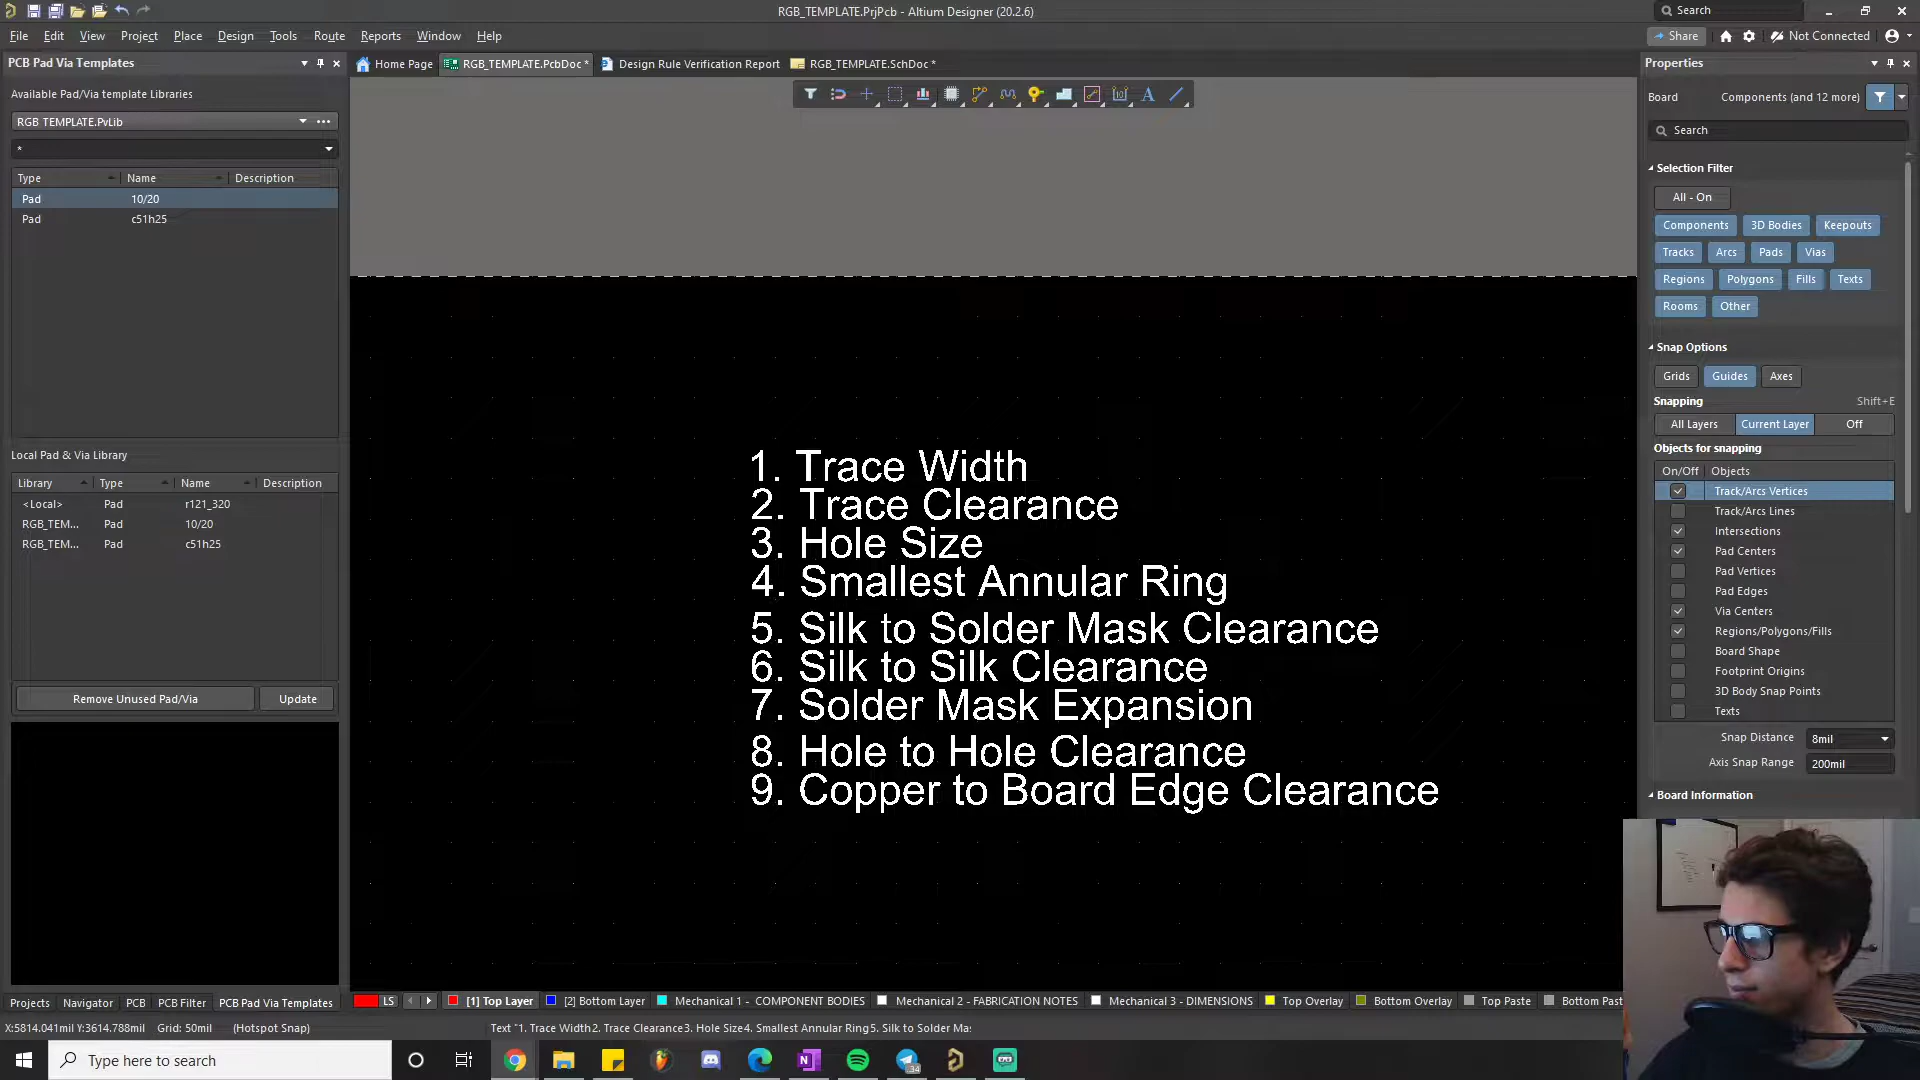 RGB_TEMPLATE.PrjPcb - Altium Designer (20.2.6)
Search
File Edit View Project Place Design Tools Route Reports Window Help
Share
Not Connected
PCB Pad Via Templates
Home Page
RGB_TEMPLATE.PcbDoc *
Design Rule Verification Report
RGB_TEMPLATE.SchDoc *
Properties
Available Pad/Via template Libraries
RGB TEMPLATE.PvLib
*
Type Name Description
Pad 10/20
Pad c51h25
Local Pad & Via Library
Library Type Name Description
<Local> Pad r121_320
RGB_TEM... Pad 10/20
RGB_TEM... Pad c51h25
Remove Unused Pad/Via
Update
1. Trace Width
2. Trace Clearance
3. Hole Size
4. Smallest Annular Ring
5. Silk to Solder Mask Clearance
6. Silk to Silk Clearance
7. Solder Mask Expansion
8. Hole to Hole Clearance
9. Copper to Board Edge Clearance
Board
Components (and 12 more)
Search
Selection Filter
All - On
Components 3D Bodies Keepouts
Tracks Arcs Pads Vias
Regions Polygons Fills Texts
Rooms Other
Snap Options
Grids Guides Axes
Snapping Shift+E
All Layers Current Layer Off
Objects for snapping
On/Off Objects
Track/Arcs Vertices
Track/Arcs Lines
Intersections
Pad Centers
Pad Vertices
Pad Edges
Via Centers
Regions/Polygons/Fills
Board Shape
Footprint Origins
3D Body Snap Points
Texts
Snap Distance 8mil
Axis Snap Range 200mil
Board Information
Projects Navigator PCB PCB Filter PCB Pad Via Templates
LS
[1] Top Layer
[2] Bottom Layer
Mechanical 1 - COMPONENT BODIES
Mechanical 2 - FABRICATION NOTES
Mechanical 3 - DIMENSIONS
Top Overlay
Bottom Overlay
Top Paste
Bottom Past
X:5814.041mil Y:3614.788mil Grid: 50mil (Hotspot Snap)
Text "1. Trace Width2. Trace Clearance3. Hole Size4. Smallest Annular Ring5. Silk to Solder Ma:
Type here to search
34